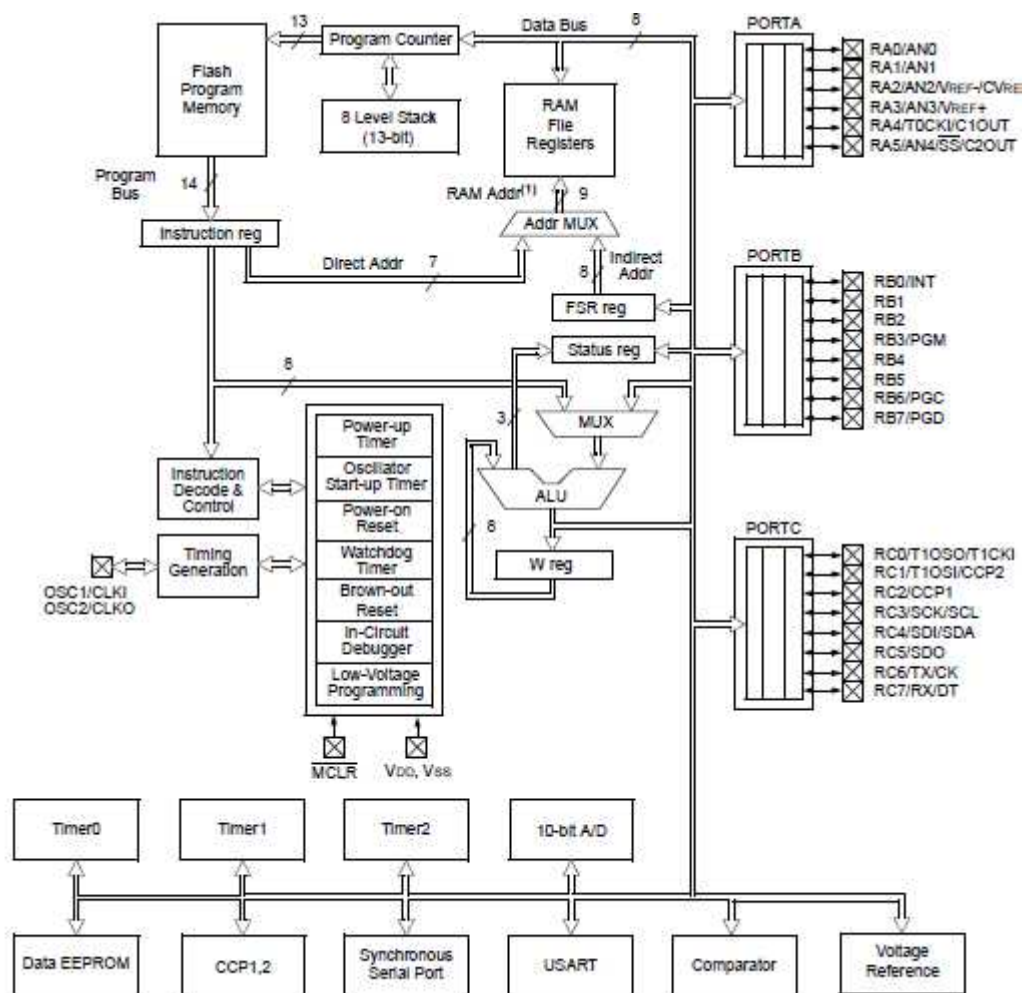 13
Program Counter
Data Bus
8
PORTA
Flash
Program
Memory
8 Level Stack
(13-bit)
RAM
File
Registers
RA0/AN0
RA1/AN1
RA2/AN2/VREF-/CVRE
RA3/AN3/VREF+
RA4/T0CKI/C1OUT
RA5/AN4/SS/C2OUT
Program
Bus
14
RAM Addr(1)
9
Instruction reg
Addr MUX
Direct Addr
7
8
Indirect
Addr
FSR reg
Status reg
PORTB
RB0/INT
RB1
RB2
RB3/PGM
RB4
RB5
RB6/PGC
RB7/PGD
8
3
MUX
Power-up
Timer
Oscillator
Start-up Timer
Power-on
Reset
Watchdog
Timer
Brown-out
Reset
In-Circuit
Debugger
Low-Voltage
Programming
Instruction
Decode &
Control
ALU
8
W reg
Timing
Generation
OSC1/CLKI
OSC2/CLKO
PORTC
RC0/T1OSO/T1CKI
RC1/T1OSI/CCP2
RC2/CCP1
RC3/SCK/SCL
RC4/SDI/SDA
RC5/SDO
RC6/TX/CK
RC7/RX/DT
MCLR
VDD, VSS
Timer0
Timer1
Timer2
10-bit A/D
Data EEPROM
CCP1,2
Synchronous
Serial Port
USART
Comparator
Voltage
Reference